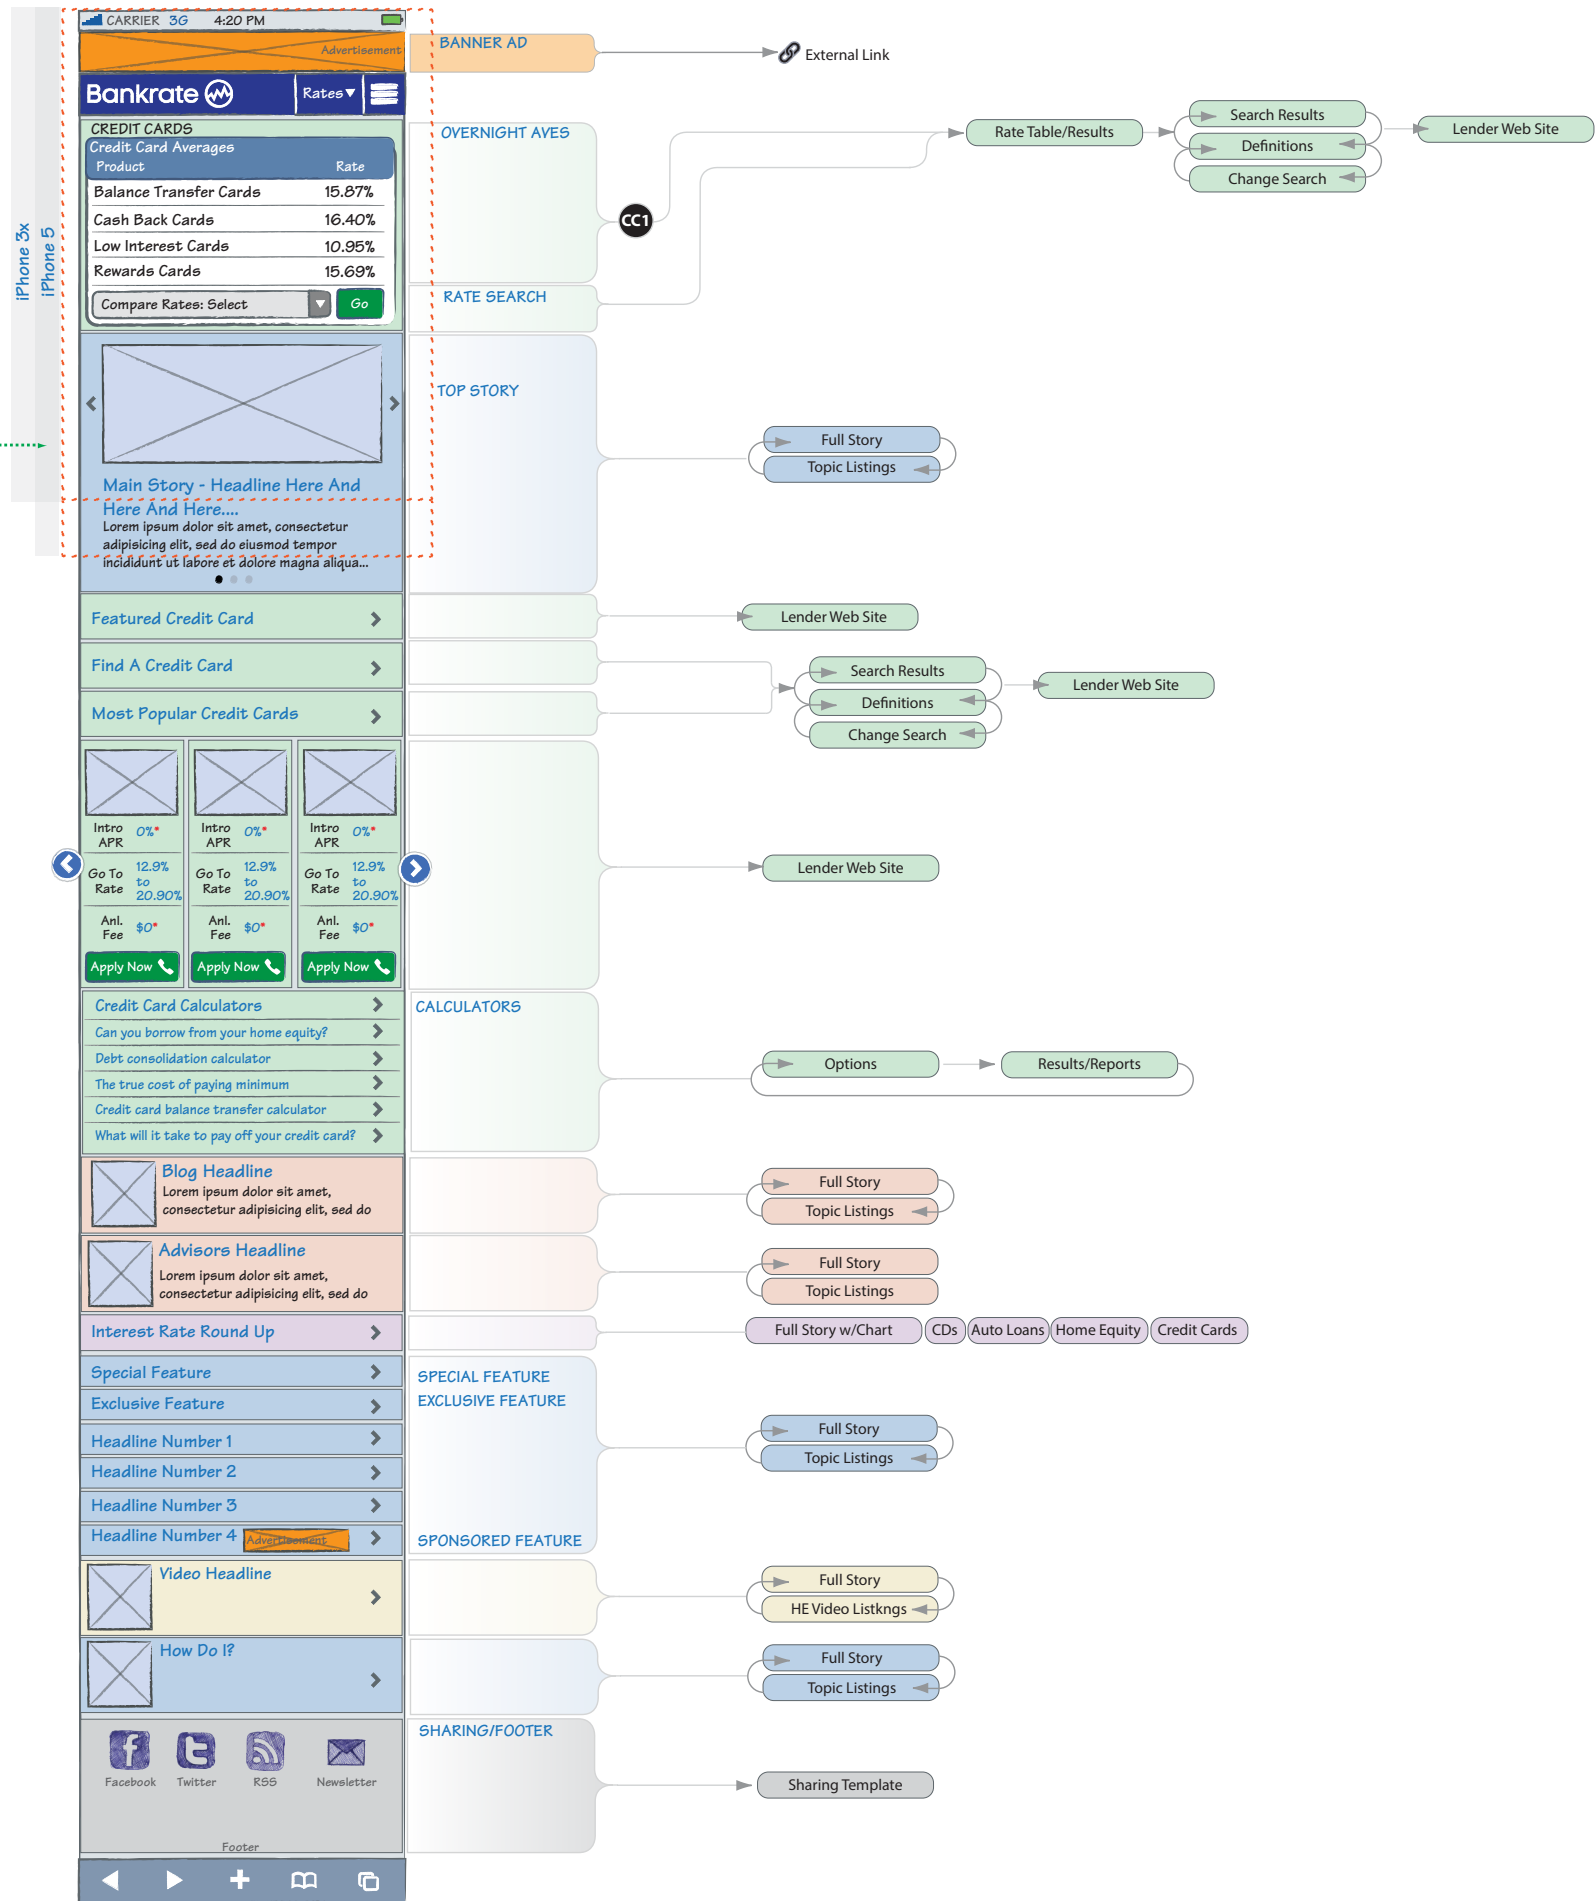 CARRIER 3G 4:20 PM
Advertisement
BANNER AD
External Link
Bankrate
Rates
iPhone 3x
iPhone 5
CREDIT CARDS
Credit Card Averages
Product Rate
Balance Transfer Cards 15.87%
Cash Back Cards 16.40%
Low Interest Cards 10.95%
Rewards Cards 15.69%
Compare Rates: Select
Go
OVERNIGHT AVES
CC1
Rate Table/Results
Search Results
Definitions
Change Search
Lender Web Site
RATE SEARCH
TOP STORY
Full Story
Topic Listings
Main Story - Headline Here And
Here And Here....
Lorem ipsum dolor sit amet, consectetur
adipisicing elit, sed do eiusmod tempor
incididunt ut labore et dolore magna aliqua...
Featured Credit Card
Lender Web Site
Find A Credit Card
Most Popular Credit Cards
Search Results
Definitions
Change Search
Lender Web Site
Intro
APR
0%*
Go To
Rate
12.9%
to
20.90%
Anl.
Fee
$0*
Apply Now
Intro
APR
0%*
Go To
Rate
12.9%
to
20.90%
Anl.
Fee
$0*
Apply Now
Intro
APR
0%*
Go To
Rate
12.9%
to
20.90%
Anl.
Fee
$0*
Apply Now
Lender Web Site
Credit Card Calculators
Can you borrow from your home equity?
Debt consolidation calculator
The true cost of paying minimum
Credit card balance transfer calculator
What will it take to pay off your credit card?
CALCULATORS
Options
Results/Reports
Blog Headline
Lorem ipsum dolor sit amet,
consectetur adipisicing elit, sed do
Full Story
Topic Listings
Advisors Headline
Lorem ipsum dolor sit amet,
consectetur adipisicing elit, sed do
Full Story
Topic Listings
Interest Rate Round Up
Full Story w/Chart
CDs
Auto Loans
Home Equity
Credit Cards
Special Feature
Exclusive Feature
Headline Number 1
Headline Number 2
Headline Number 3
Headline Number 4
Advertisement
SPECIAL FEATURE
EXCLUSIVE FEATURE
SPONSORED FEATURE
Full Story
Topic Listings
Video Headline
Full Story
HE Video Listkngs
How Do I?
Full Story
Topic Listings
Facebook
Twitter
RSS
Newsletter
Footer
SHARING/FOOTER
Sharing Template